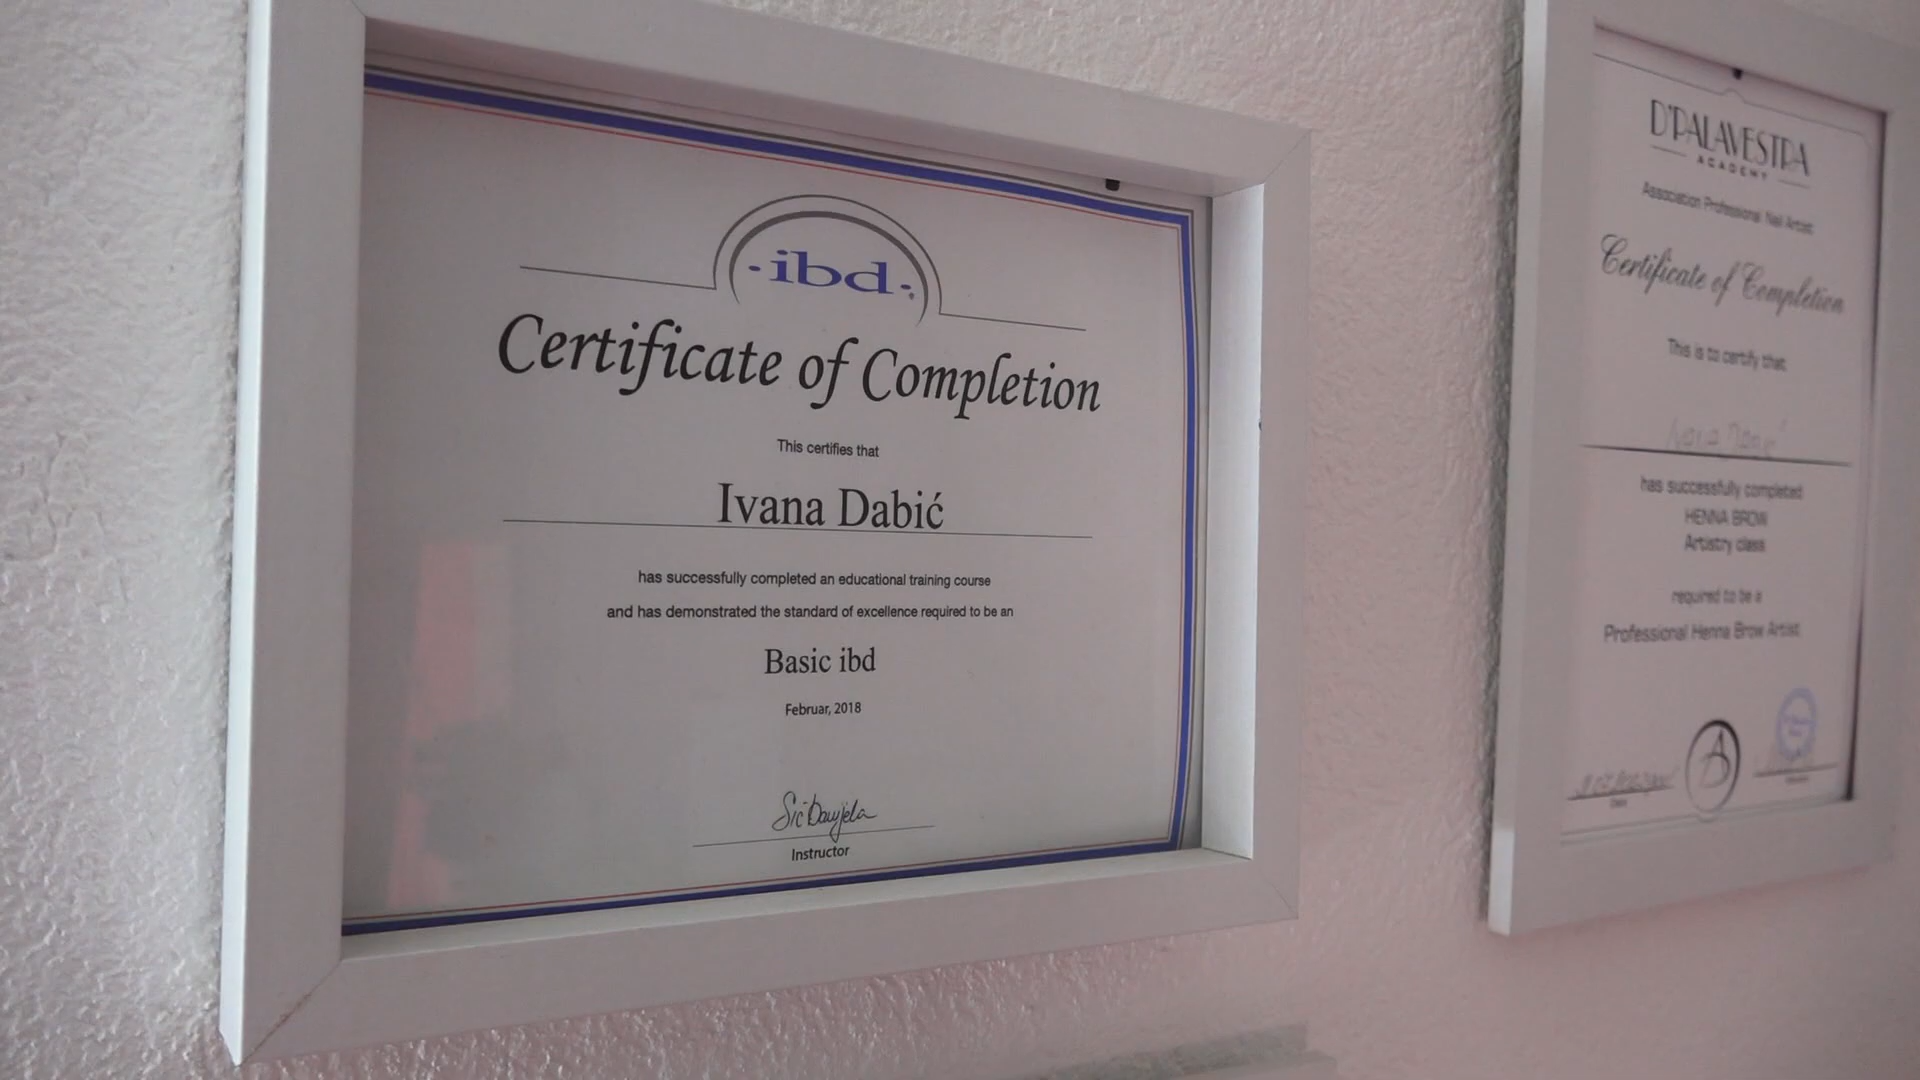 ibd
Certificate of Completion
This certifies that
Ivana Dabić
has successfully completed an educational training course
and has demonstrated the standard of excellence required to be an
Basic ibd
Februar, 2018
Instructor
D'PALAVESTRA
ACADEMY
Association Professional Nail Artist
Certificate of Completion
This is to certify that
has successfully completed
HENNA BROW
Artistry class
required to be a
Professional Henna Brow Artist
Date